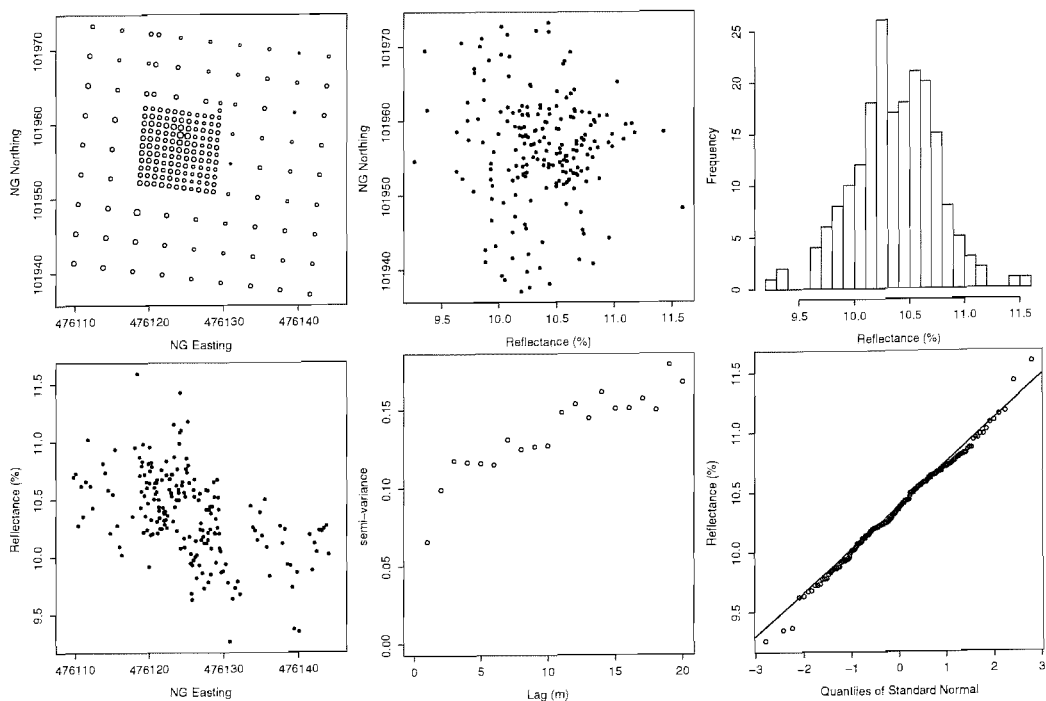 101970
101960
101950
101940
NG Northing
476110 476120 476130 476140
NG Easting
101970
101960
101950
101940
NG Northing
9.5 10.0 10.5 11.0 11.5
Reflectance (%)
25
20
15
10
5
0
Frequency
9.5 10.0 10.5 11.0 11.5
Reflectance (%)
11.5
11.0
10.5
10.0
9.5
Reflectance (%)
476110 476120 476130 476140
NG Easting
0.15
0.10
0.05
0.00
semi-variance
0 5 10 15 20
Lag (m)
11.5
11.0
10.5
10.0
9.5
Reflectance (%)
-3 -2 -1 0 1 2 3
Quantiles of Standard Normal